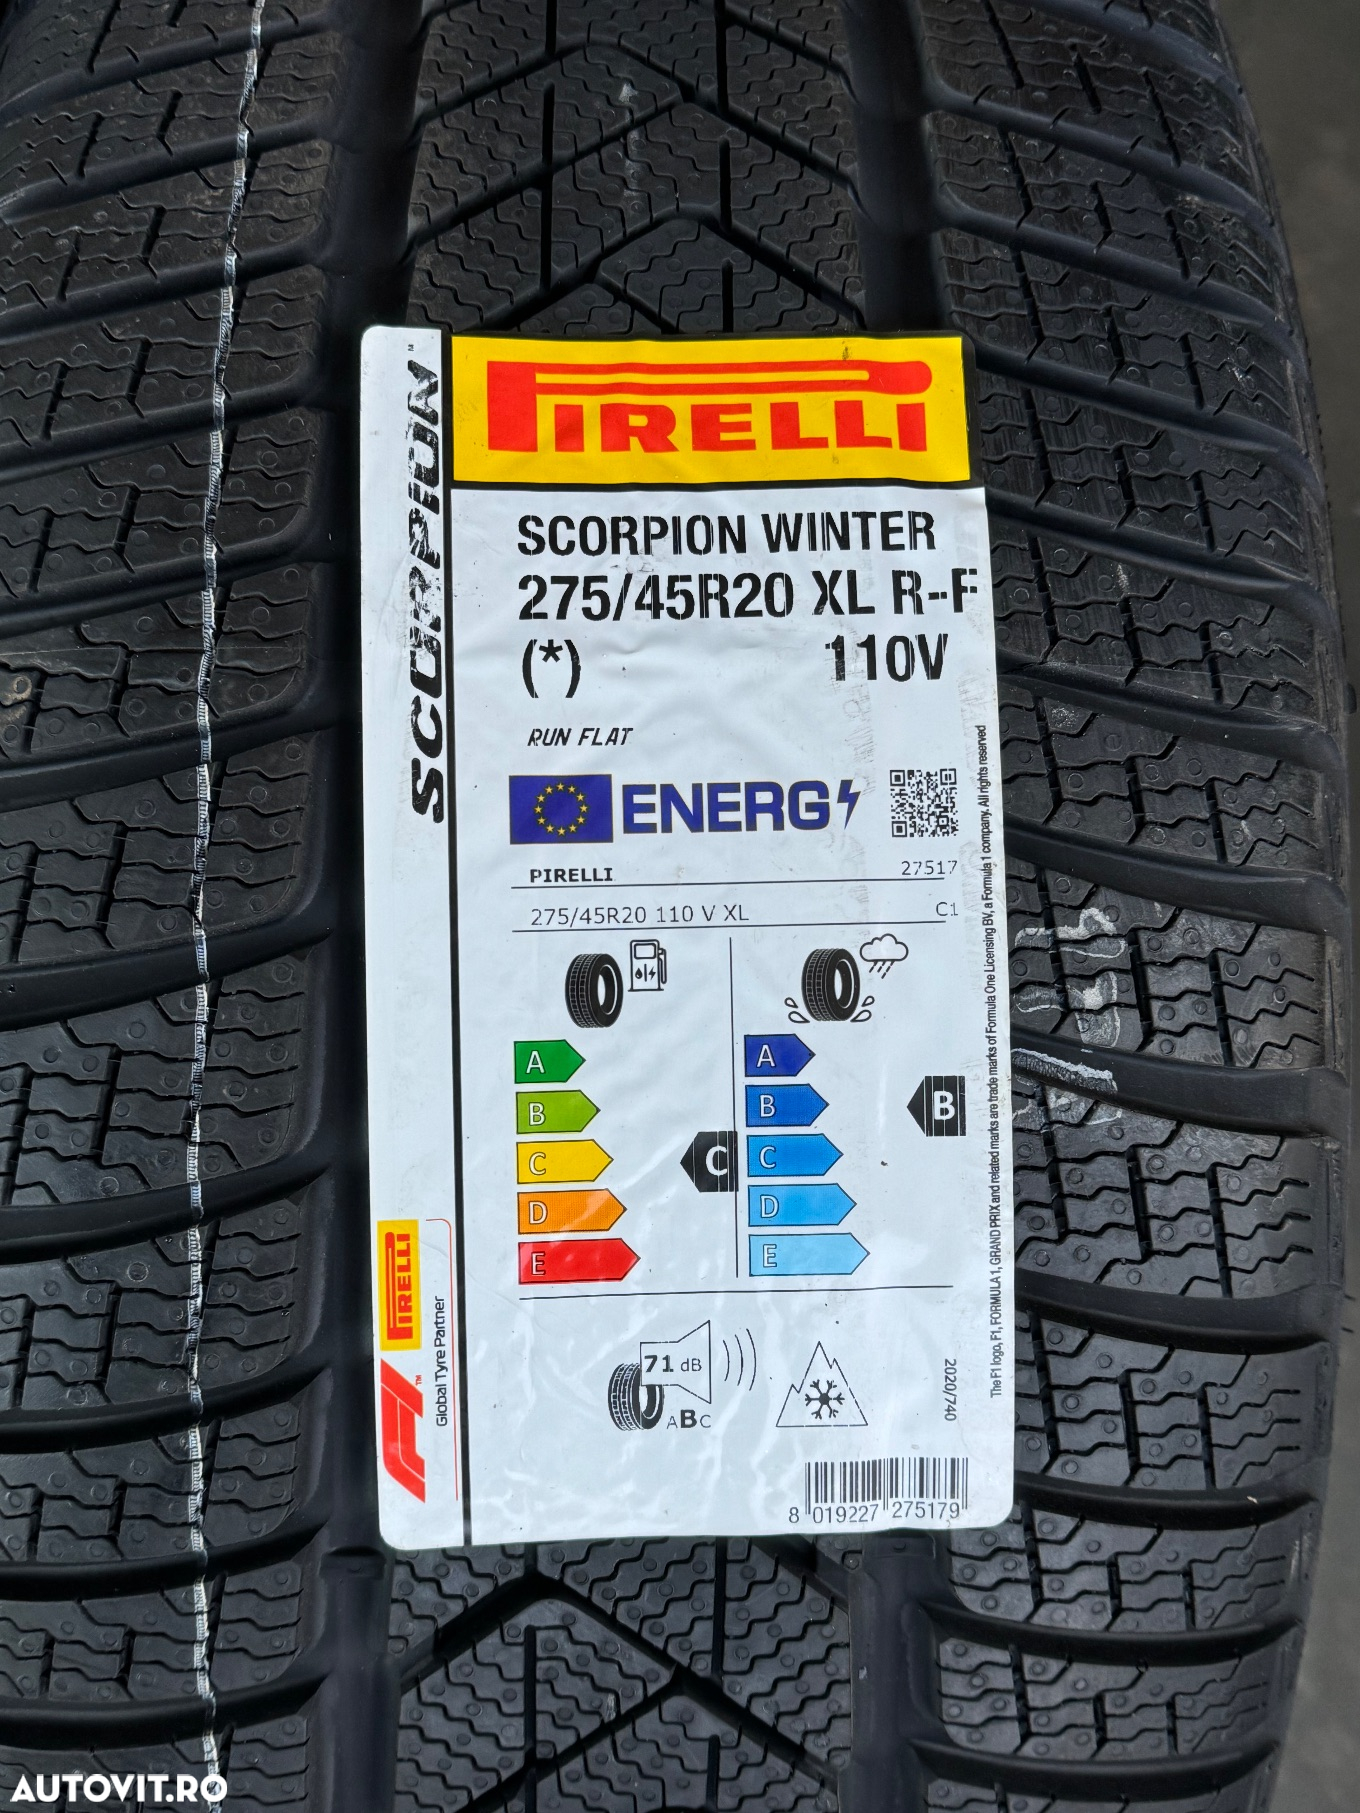 SCORPION™
PIRELLI
SCORPION WINTER
275/45R20 XL R-F
(*) 110V
RUN FLAT
ENERG
PIRELLI 27517
275/45R20 110 V XL C1
A
B
C
D
E
C
A
B
C
D
E
B
71 dB
ABC
2020/740
8 019227 275179
The F1 logo, F1, FORMULA 1, GRAND PRIX and related marks are trade marks of Formula One Licensing BV, a Formula 1 company. All rights reserved
PIRELLI
F1™
Global Tyre Partner
AUTOVIT.RO